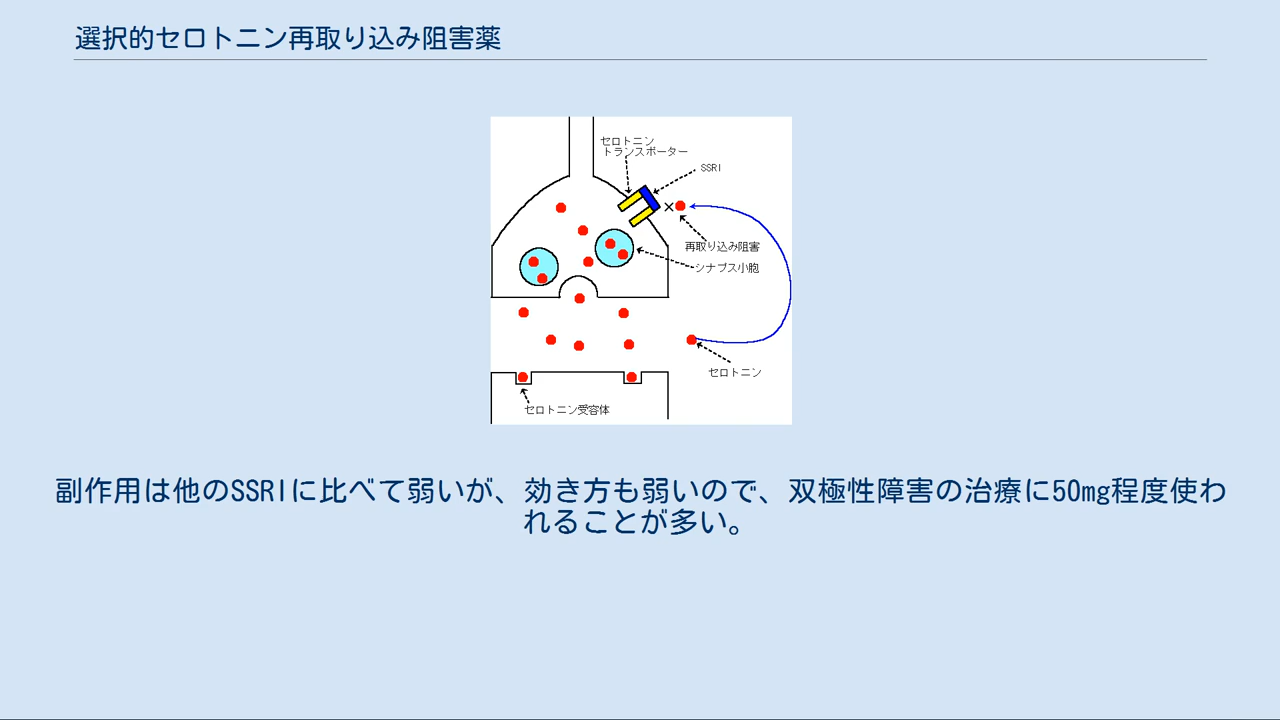 選択的セロトニン再取り込み阻害薬
セロトニン
トランスポーター
SSRI
再取り込み阻害
シナプス小胞
セロトニン
セロトニン受容体
副作用は他のSSRIに比べて弱いが、効き方も弱いので、双極性障害の治療に50mg程度使わ
れることが多い。